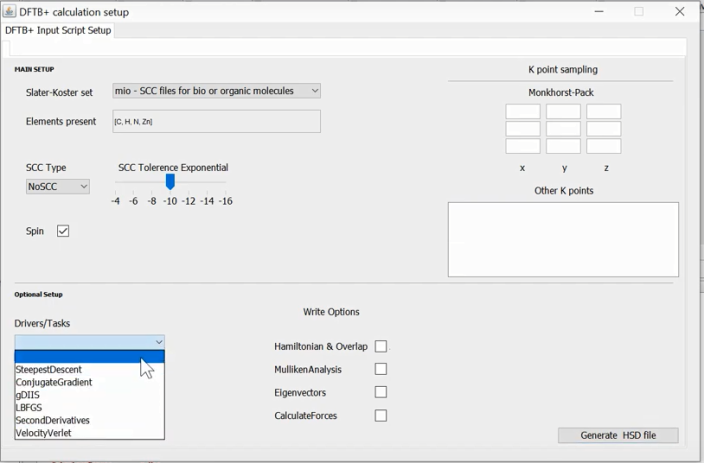 DFTB+ calculation setup
DFTB+ Input Script Setup
MAIN SETUP
Slater-Koster set
mio - SCC files for bio or organic molecules
Elements present
[C, H, N, Zn]
SCC Type
SCC Tolerence Exponential
NoSCC
-4 -6 -8 -10 -12 -14 -16
Spin
K point sampling
Monkhorst-Pack
x y z
Other K points
Optional Setup
Drivers/Tasks
SteepestDescent
ConjugateGradient
gDIIS
LBFGS
SecondDerivatives
VelocityVerlet
Write Options
Hamiltonian & Overlap
MullikenAnalysis
Eigenvectors
CalculateForces
Generate HSD file